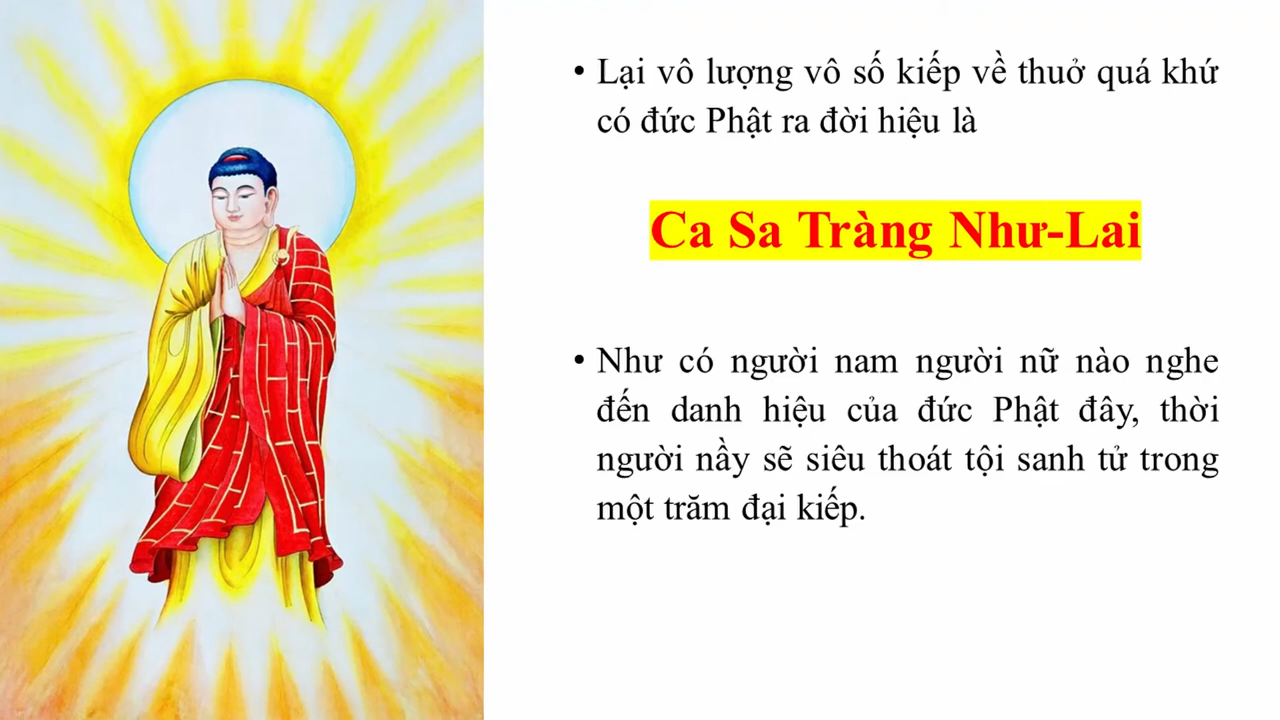 • Lại vô lượng vô số kiếp về thuở quá khứ
có đức Phật ra đời hiệu là
Ca Sa Tràng Như-Lai
• Như có người nam người nữ nào nghe
đến danh hiệu của đức Phật đây, thời
người nầy sẽ siêu thoát tội sanh tử trong
một trăm đại kiếp.